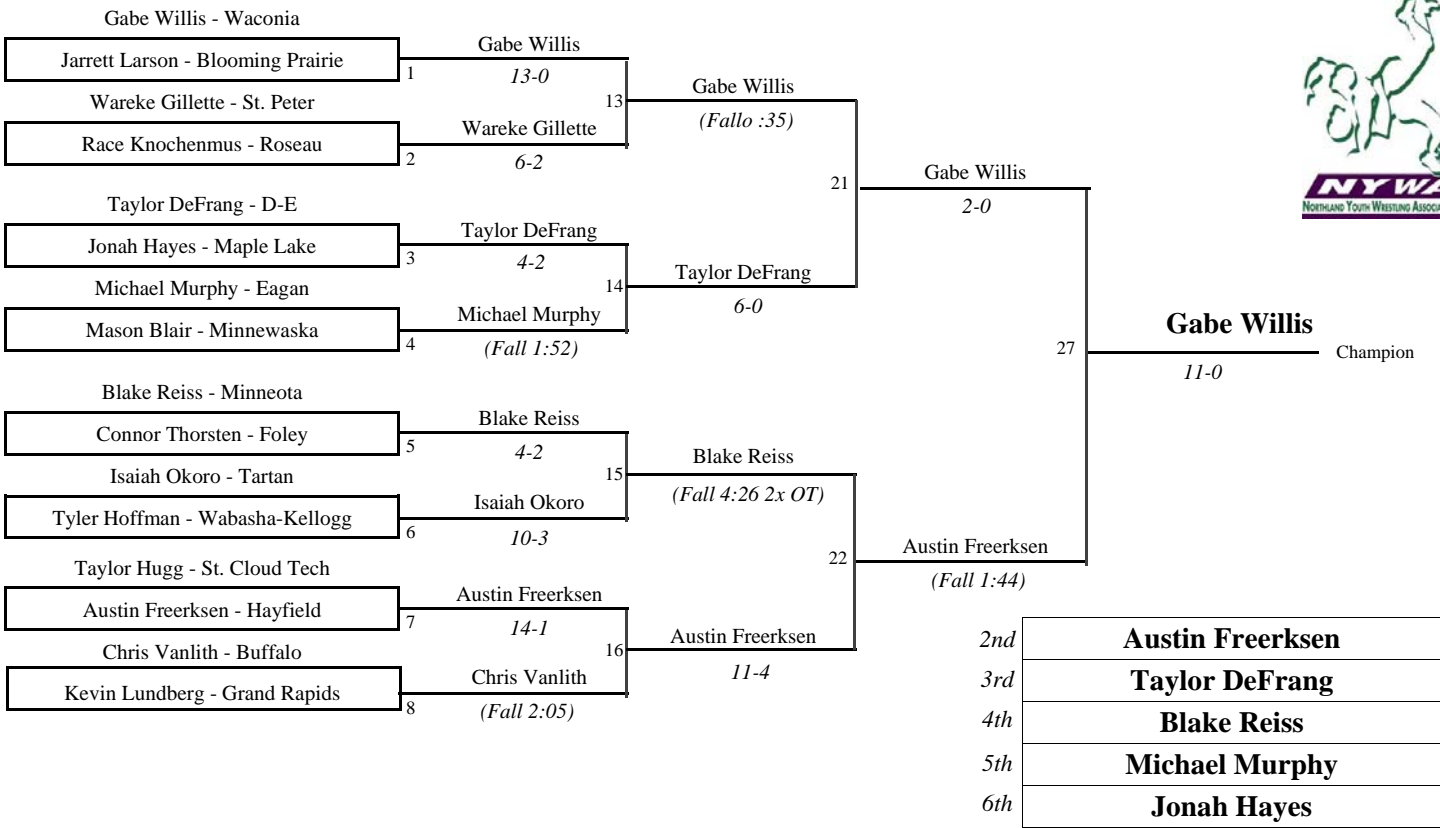 Gabe Willis - Waconia
Jarrett Larson - Blooming Prairie
1
Gabe Willis
13-0
Wareke Gillette - St. Peter
Race Knochenmus - Roseau
2
Wareke Gillette
6-2
13
Gabe Willis
(Fallo :35)
Taylor DeFrang - D-E
Jonah Hayes - Maple Lake
3
Taylor DeFrang
4-2
Michael Murphy - Eagan
Mason Blair - Minnewaska
4
Michael Murphy
(Fall 1:52)
14
Taylor DeFrang
6-0
21
Gabe Willis
2-0
Blake Reiss - Minneota
Connor Thorsten - Foley
5
Blake Reiss
4-2
Isaiah Okoro - Tartan
Tyler Hoffman - Wabasha-Kellogg
6
Isaiah Okoro
10-3
15
Blake Reiss
(Fall 4:26 2x OT)
Taylor Hugg - St. Cloud Tech
Austin Freerksen - Hayfield
7
Austin Freerksen
14-1
Chris Vanlith - Buffalo
Kevin Lundberg - Grand Rapids
8
Chris Vanlith
(Fall 2:05)
16
Austin Freerksen
11-4
22
Austin Freerksen
(Fall 1:44)
27
Gabe Willis
Champion
11-0
NYWA
Northland Youth Wrestling
2nd Austin Freerksen
3rd Taylor DeFrang
4th Blake Reiss
5th Michael Murphy
6th Jonah Hayes